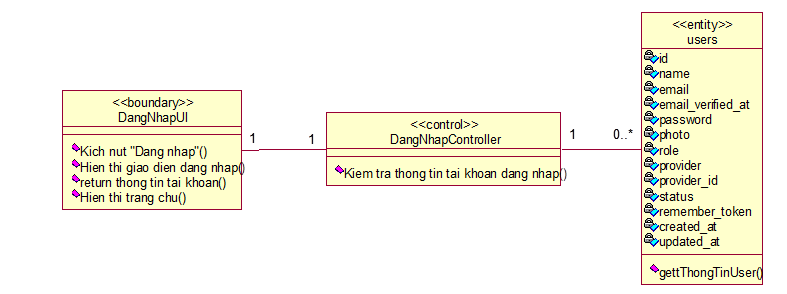 <<boundary>>
DangNhapUI
Kich nut "Dang nhap"()
Hien thi giao dien dang nhap()
return thong tin tai khoan()
Hien thi trang chu()
1
1
<<control>>
DangNhapController
Kiem tra thong tin tai khoan dang nhap()
1
0..*
<<entity>>
users
id
name
email
email_verified_at
password
photo
role
provider
provider_id
status
remember_token
created_at
updated_at
gettThongTinUser()